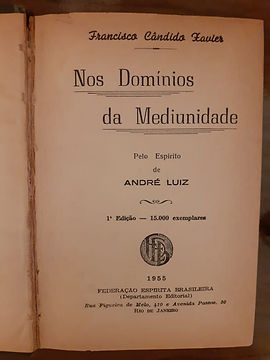 Francisco Cândido Xavier
Nos Domínios
da Mediunidade
Pelo Espírito
de
ANDRÉ LUIZ
1ª Edição — 15.000 exemplares
1955
FEDERAÇÃO ESPÍRITA BRASILEIRA
(Departamento Editorial)
Rua Figueira de Melo, 410 e Avenida Passos, 30
RIO DE JANEIRO